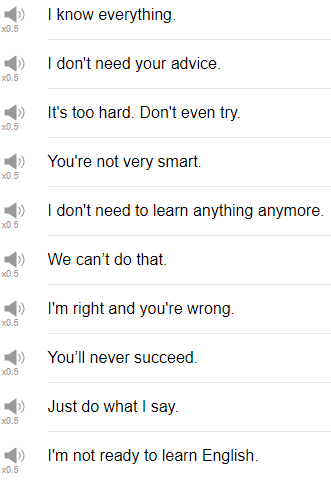 I know everything.
x0.5
I don't need your advice.
x0.5
It's too hard. Don't even try.
x0.5
You're not very smart.
x0.5
I don't need to learn anything anymore.
x0.5
We can’t do that.
x0.5
I'm right and you're wrong.
x0.5
You’ll never succeed.
x0.5
Just do what I say.
x0.5
I'm not ready to learn English.
x0.5